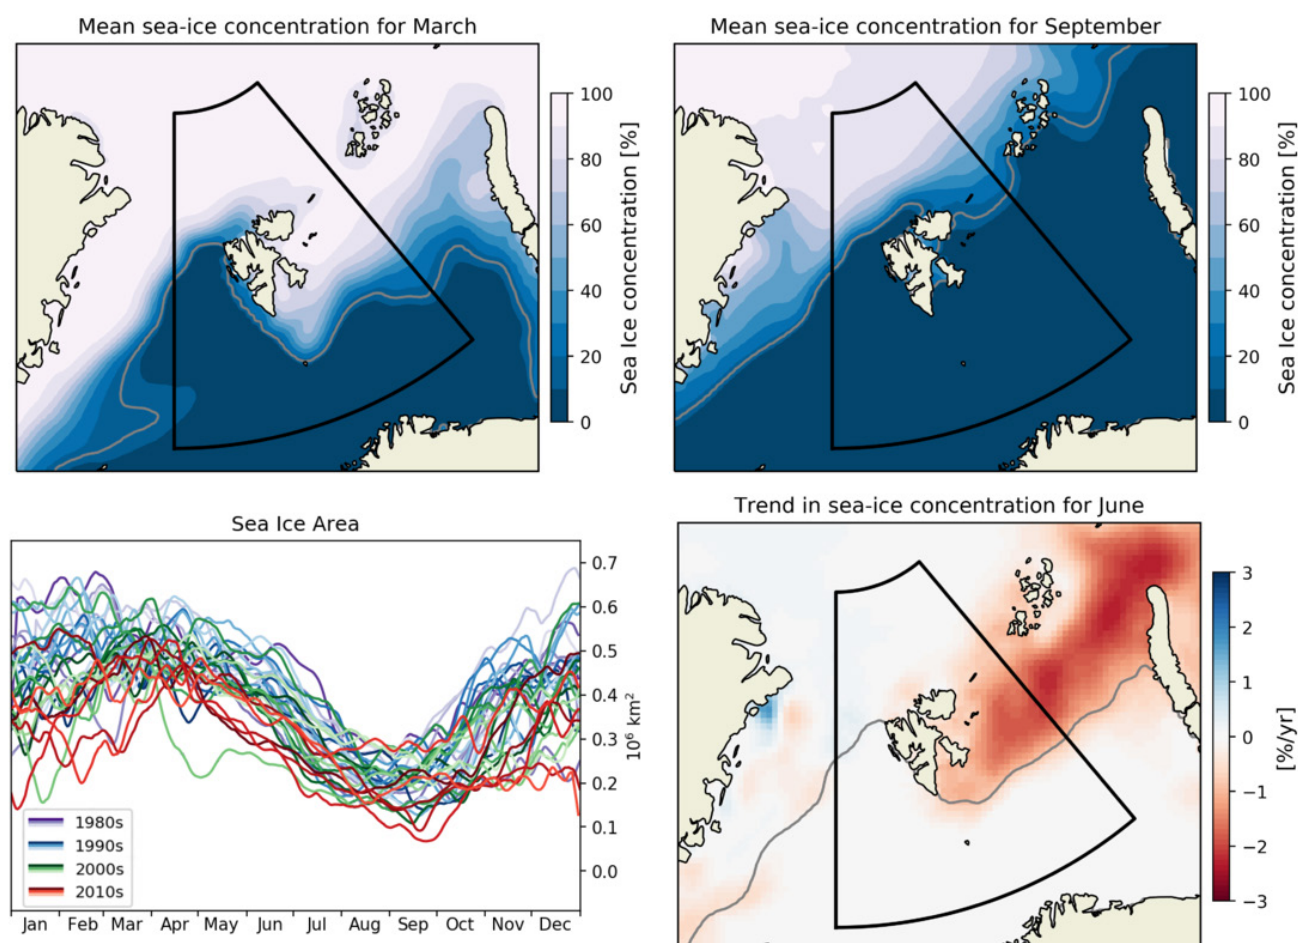 Mean sea-ice concentration for March
100
80
60
40
20
0
Sea Ice concentration [%]
Mean sea-ice concentration for September
100
80
60
40
20
0
Sea Ice concentration [%]
Sea Ice Area
0.7
0.6
0.5
0.4
0.3
0.2
0.1
0.0
10⁶ km²
1980s
1990s
2000s
2010s
Jan Feb Mar Apr May Jun Jul Aug Sep Oct Nov Dec
Trend in sea-ice concentration for June
3
2
1
0
−1
−2
−3
[%/yr]